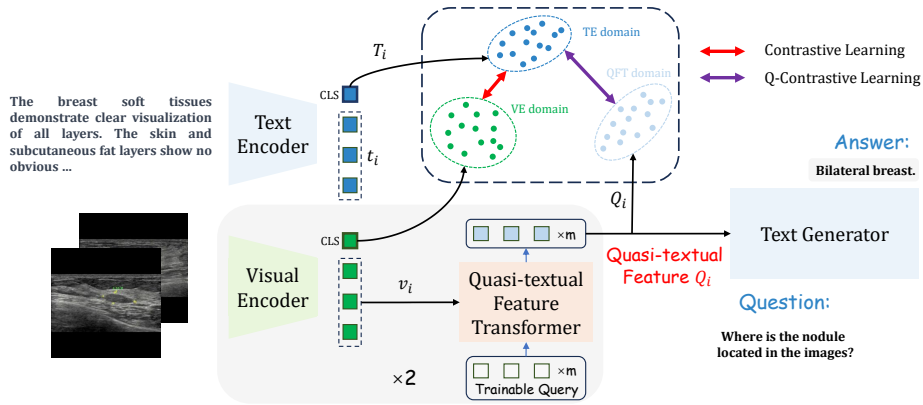 The breast soft tissues
demonstrate clear visualization
of all layers. The skin and
subcutaneous fat layers show no
obvious ...
Text
Encoder
CLS
t_i
T_i
TE domain
QFT domain
VE domain
Contrastive Learning
Q-Contrastive Learning
Answer:
Bilateral breast.
Text Generator
Question:
Where is the nodule
located in the images?
Q_i
Quasi-textual
Feature Q_i
Visual
Encoder
CLS
v_i
×m
Quasi-textual
Feature
Transformer
×m
Trainable Query
×2